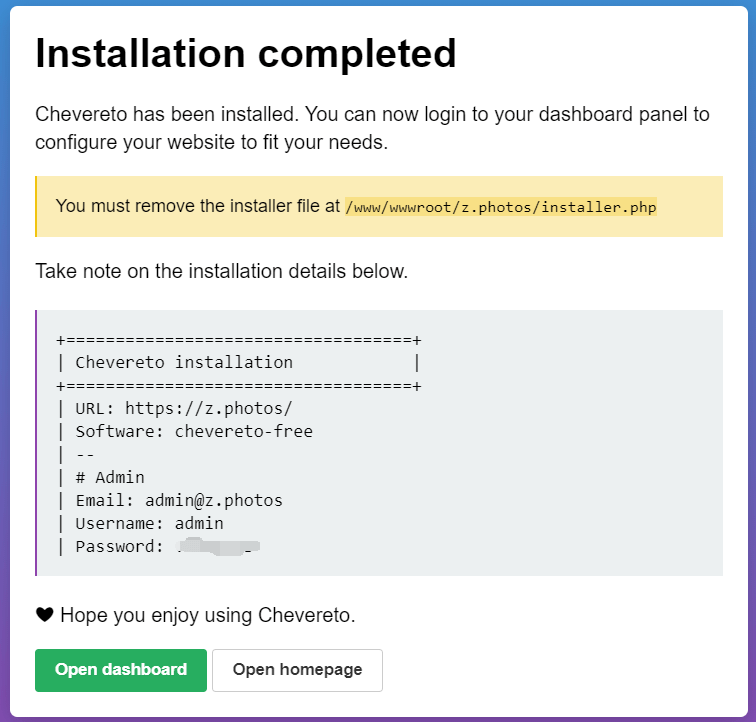 Installation completed
Chevereto has been installed. You can now login to your dashboard panel to
configure your website to fit your needs.
You must remove the installer file at /www/wwwroot/z.photos/installer.php
Take note on the installation details below.
+===================================+
| Chevereto installation            |
+===================================+
| URL: https://z.photos/
| Software: chevereto-free
| --
| # Admin
| Email: admin@z.photos
| Username: admin
| Password:
♥ Hope you enjoy using Chevereto.
Open dashboard Open homepage